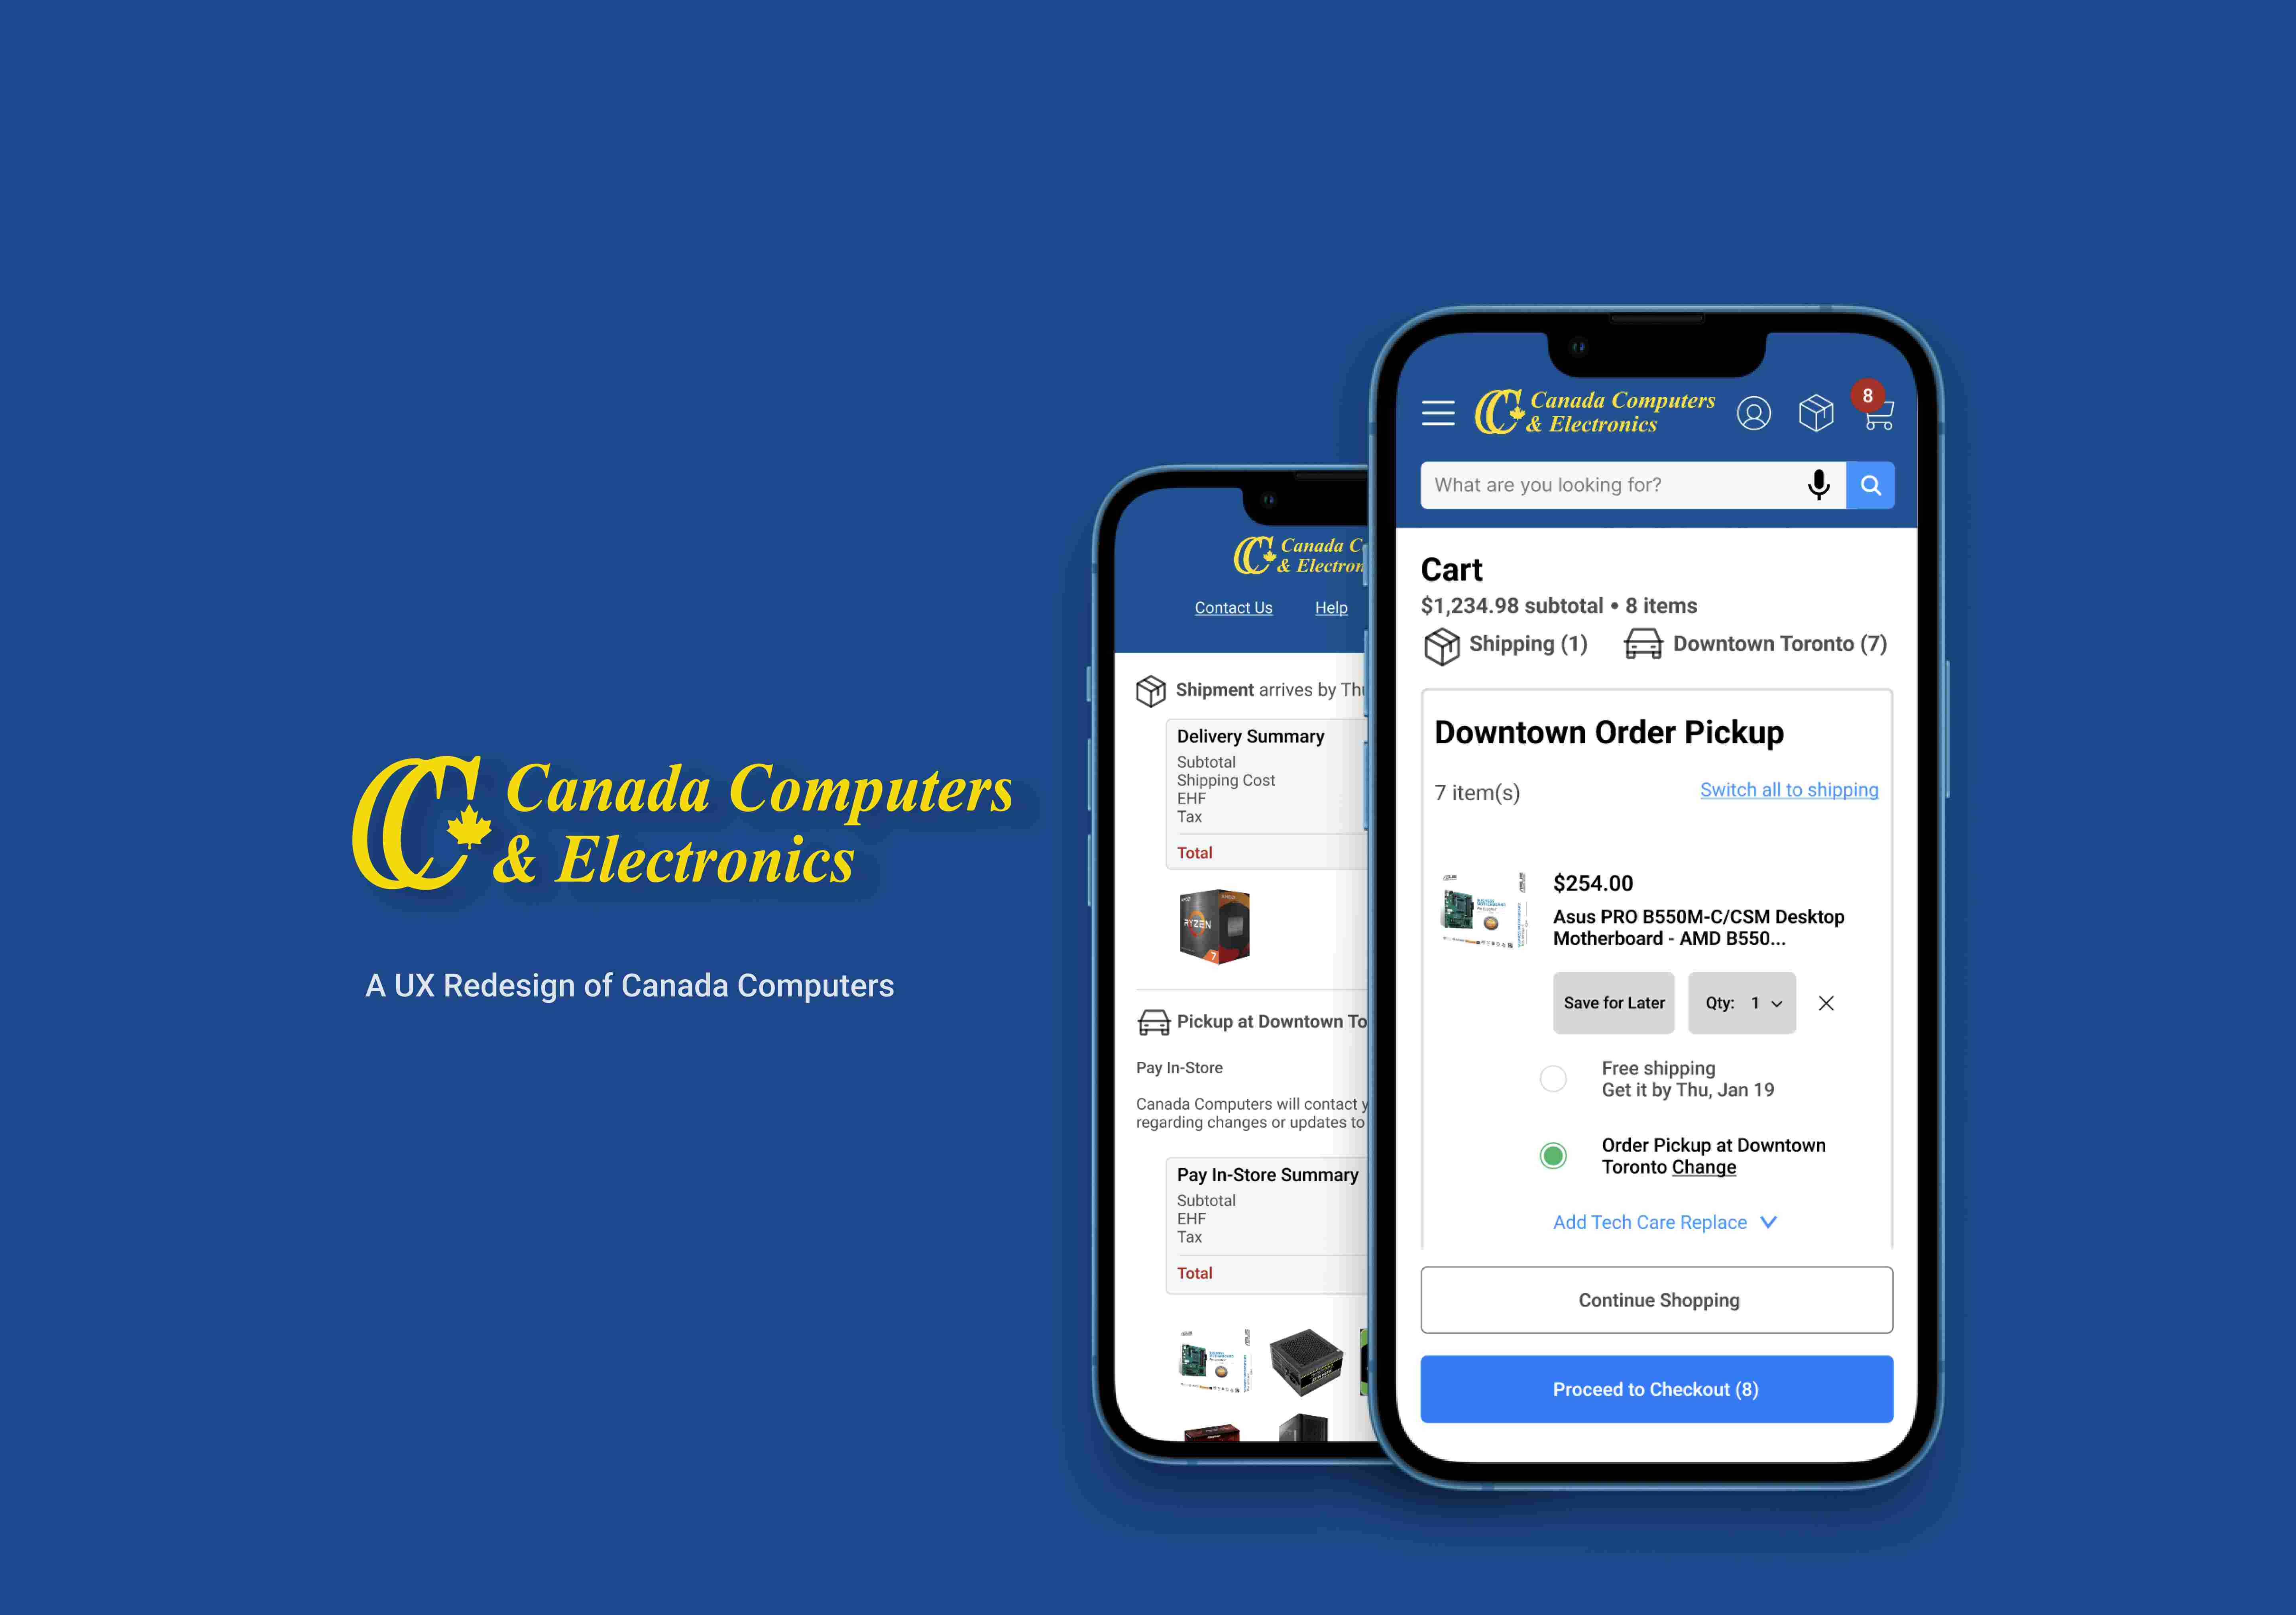 Canada Computers
& Electronics
A UX Redesign of Canada Computers
Canada C
& Electron
Contact Us
Help
Shipment arrives by Thu
Delivery Summary
Subtotal
Shipping Cost
EHF
Tax
Total
RYZEN
7
Pickup at Downtown To
Pay In-Store
Canada Computers will contact y
regarding changes or updates to
Pay In-Store Summary
Subtotal
EHF
Tax
Total
Canada Computers
& Electronics
8
What are you looking for?
Cart
$1,234.98 subtotal • 8 items
Shipping (1)
Downtown Toronto (7)
Downtown Order Pickup
7 item(s)
Switch all to shipping
$254.00
Asus PRO B550M-C/CSM Desktop
Motherboard - AMD B550...
Save for Later
Qty: 1
Free shipping
Get it by Thu, Jan 19
Order Pickup at Downtown
Toronto Change
Add Tech Care Replace
Continue Shopping
Proceed to Checkout (8)